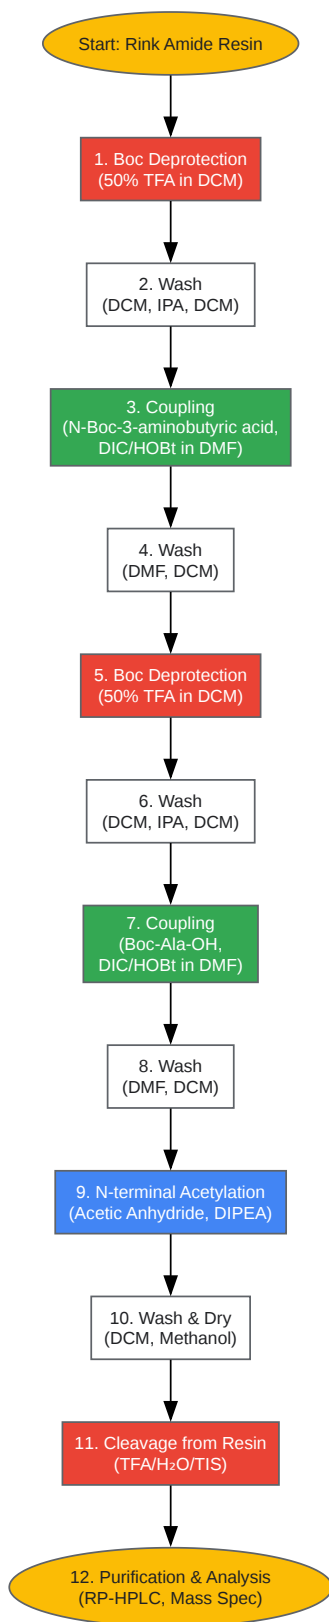 Start: Rink Amide Resin
1. Boc Deprotection
(50% TFA in DCM)
2. Wash
(DCM, IPA, DCM)
3. Coupling
(N-Boc-3-aminobutyric acid,
DIC/HOBt in DMF)
4. Wash
(DMF, DCM)
5. Boc Deprotection
(50% TFA in DCM)
6. Wash
(DCM, IPA, DCM)
7. Coupling
(Boc-Ala-OH,
DIC/HOBt in DMF)
8. Wash
(DMF, DCM)
9. N-terminal Acetylation
(Acetic Anhydride, DIPEA)
10. Wash & Dry
(DCM, Methanol)
11. Cleavage from Resin
(TFA/H₂O/TIS)
12. Purification & Analysis
(RP-HPLC, Mass Spec)